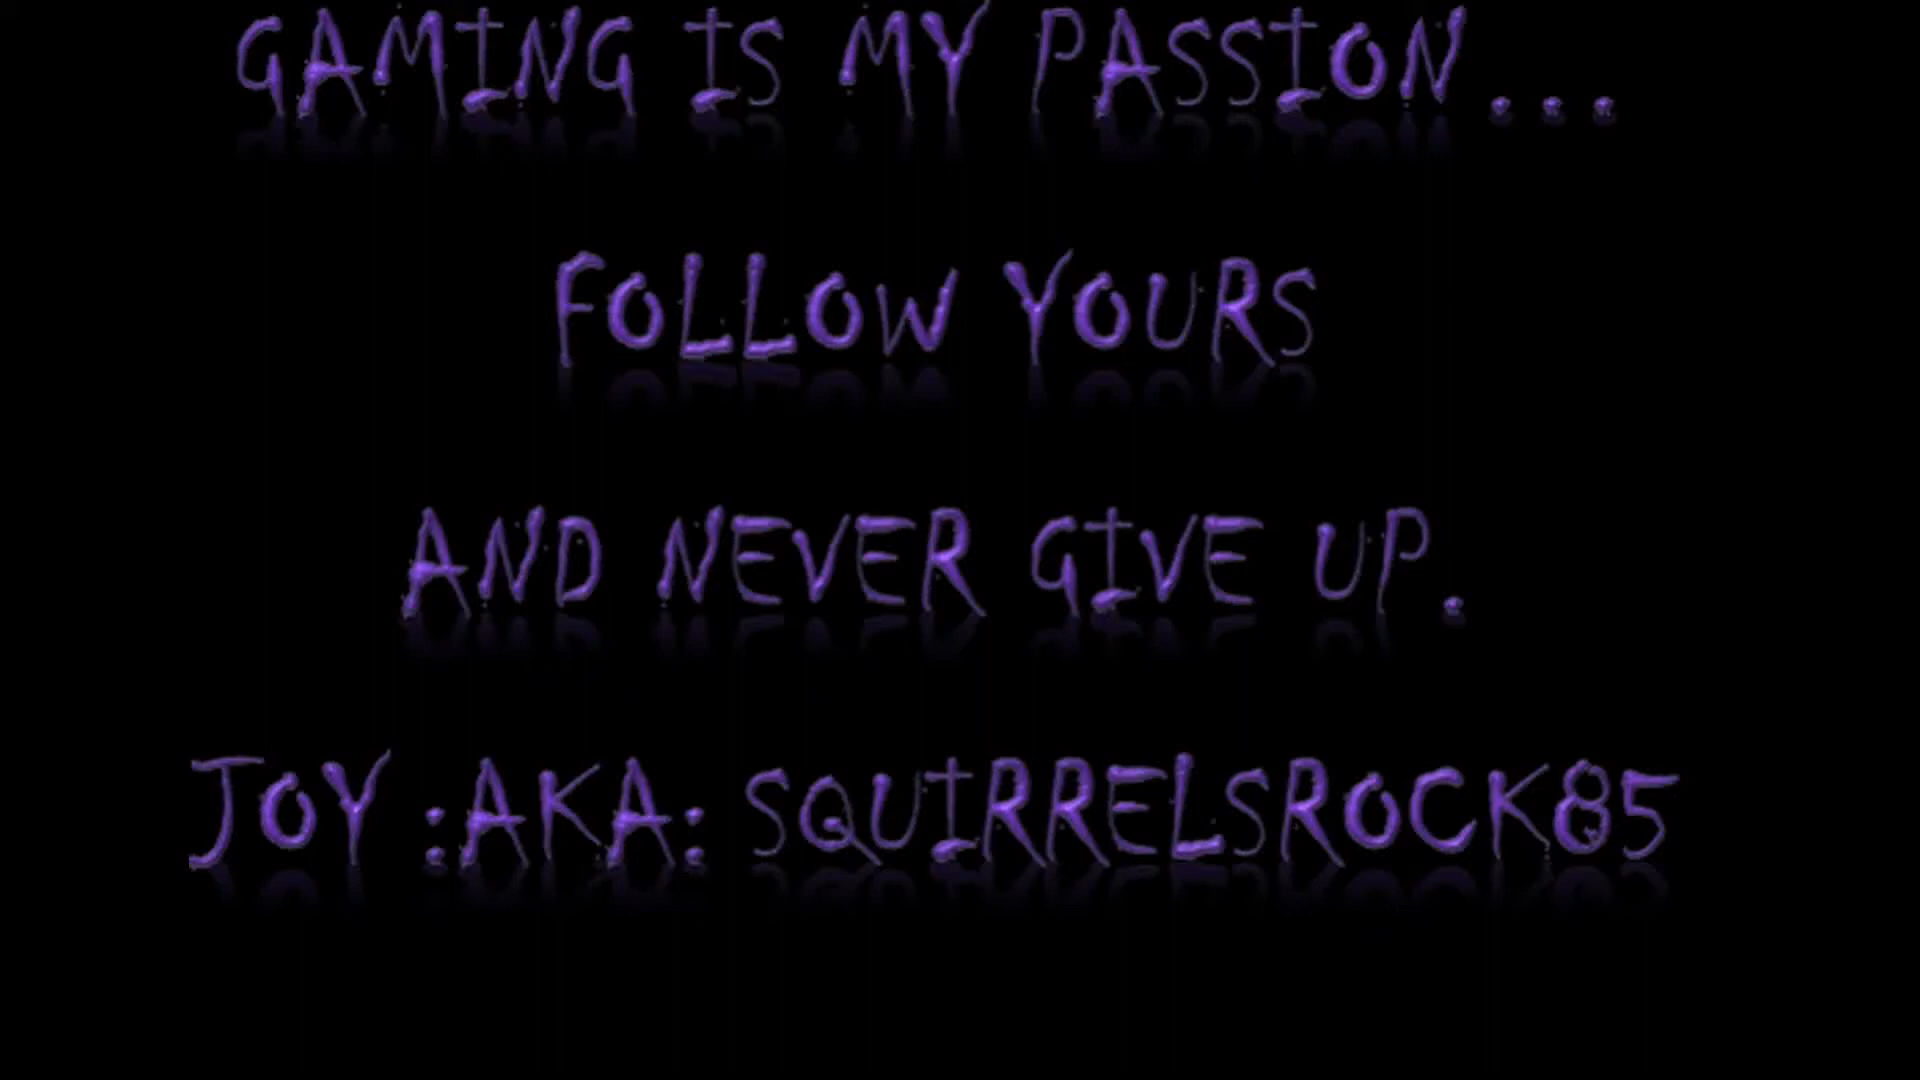 GAMING IS MY PASSION...
FOLLOW YOURS
AND NEVER GIVE UP.
JOY :AKA: SQUIRRELSROCK85